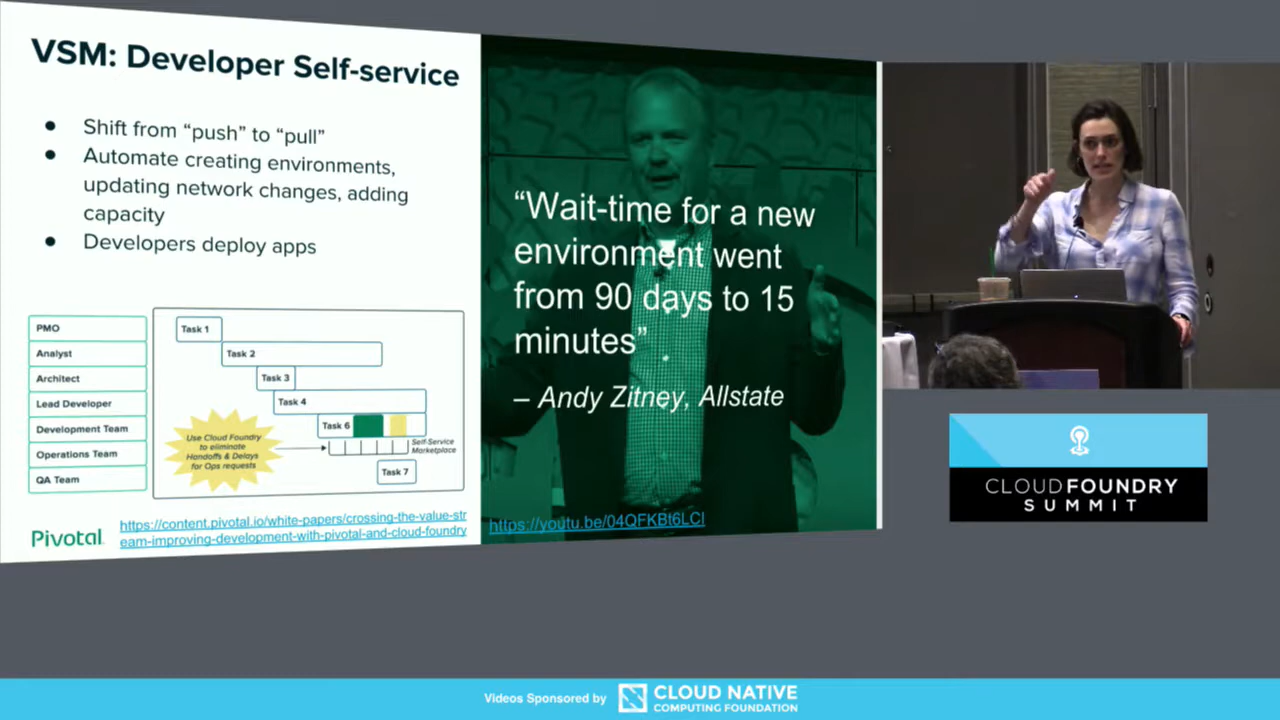 VSM: Developer Self-service
● Shift from “push” to “pull”
● Automate creating environments,
updating network changes, adding
capacity
● Developers deploy apps
PMO
Analyst
Architect
Lead Developer
Development Team
Operations Team
QA Team
Task 1
Task 2
Task 3
Task 4
Task 6
Task 7
Use Cloud Foundry
to eliminate
Handoffs & Delays
for Ops requests
Self-Service
Marketplace
Pivotal
https://content.pivotal.io/white-papers/crossing-the-value-str
eam-improving-development-with-pivotal-and-cloud-foundry
“Wait-time for a new
environment went
from 90 days to 15
minutes”
– Andy Zitney, Allstate
https://youtu.be/04QFKBt6LCI
CLOUD FOUNDRY
SUMMIT
Videos Sponsored by
CLOUD NATIVE
COMPUTING FOUNDATION